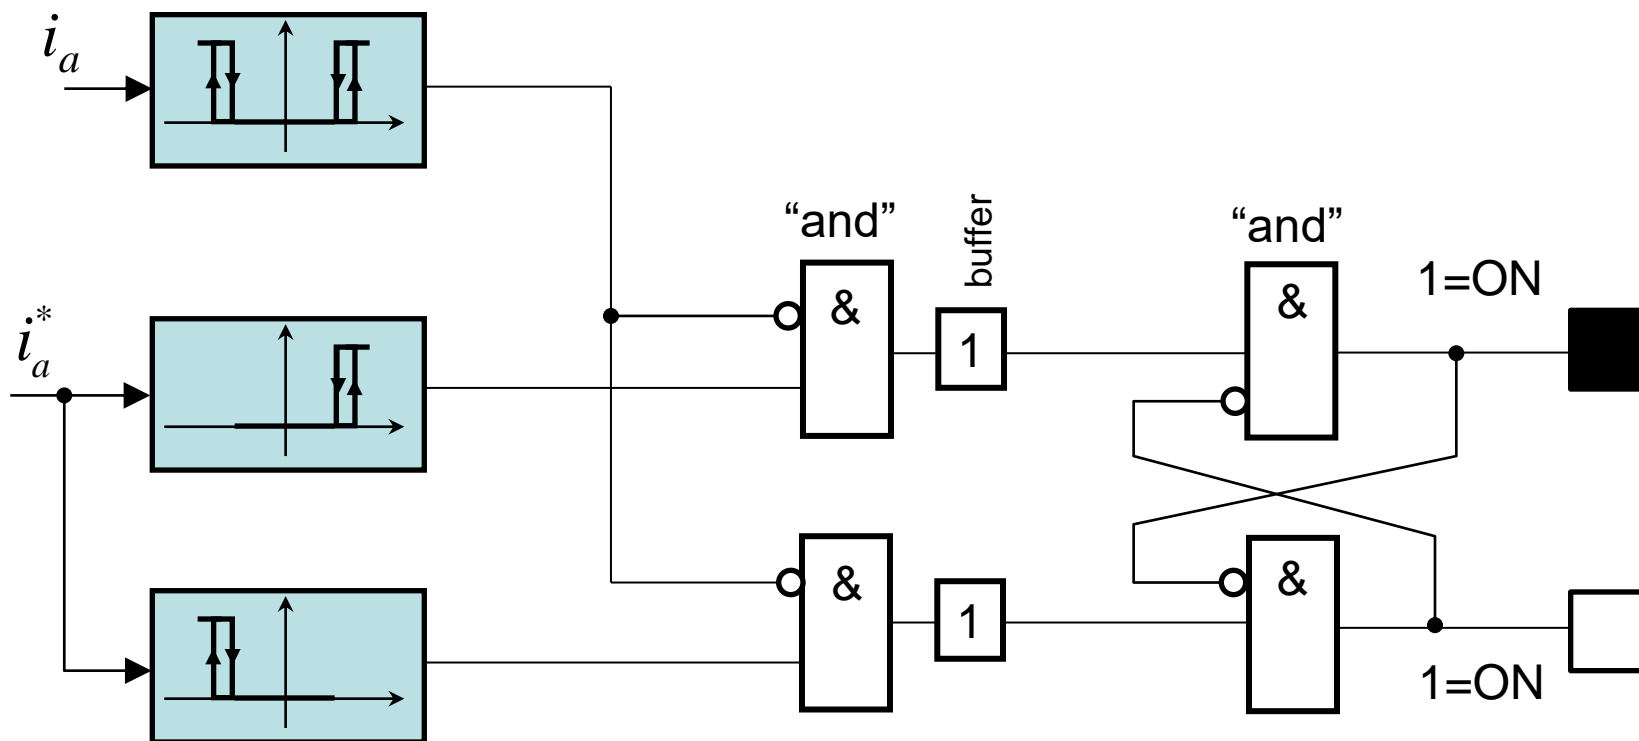 i_a
"and"
buffer
"and"
1=ON
&
&
1
i_a^*
&
&
1
1=ON